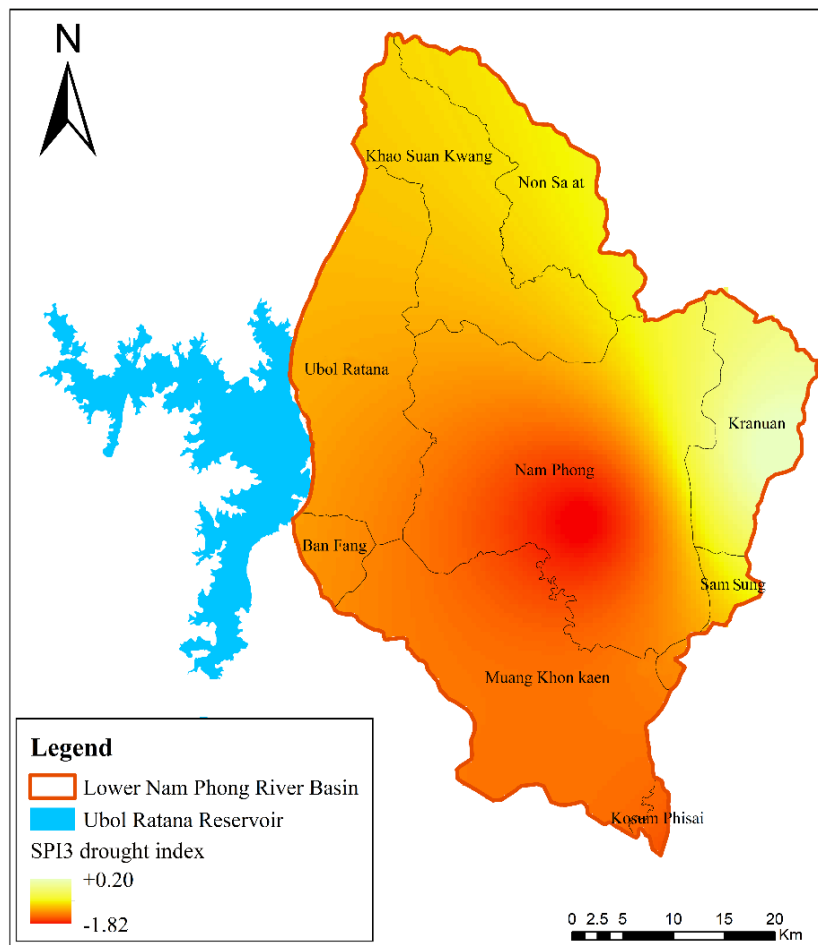 N
Khao Suan Kwang
Non Sa at
Ubol Ratana
Kranuan
Nam Phong
Ban Fang
Sam Sung
Muang Khon kaen
Kosum Phisai
Legend
Lower Nam Phong River Basin
Ubol Ratana Reservoir
SPI3 drought index
+0.20
-1.82
0 2.5 5 10 15 20
Km